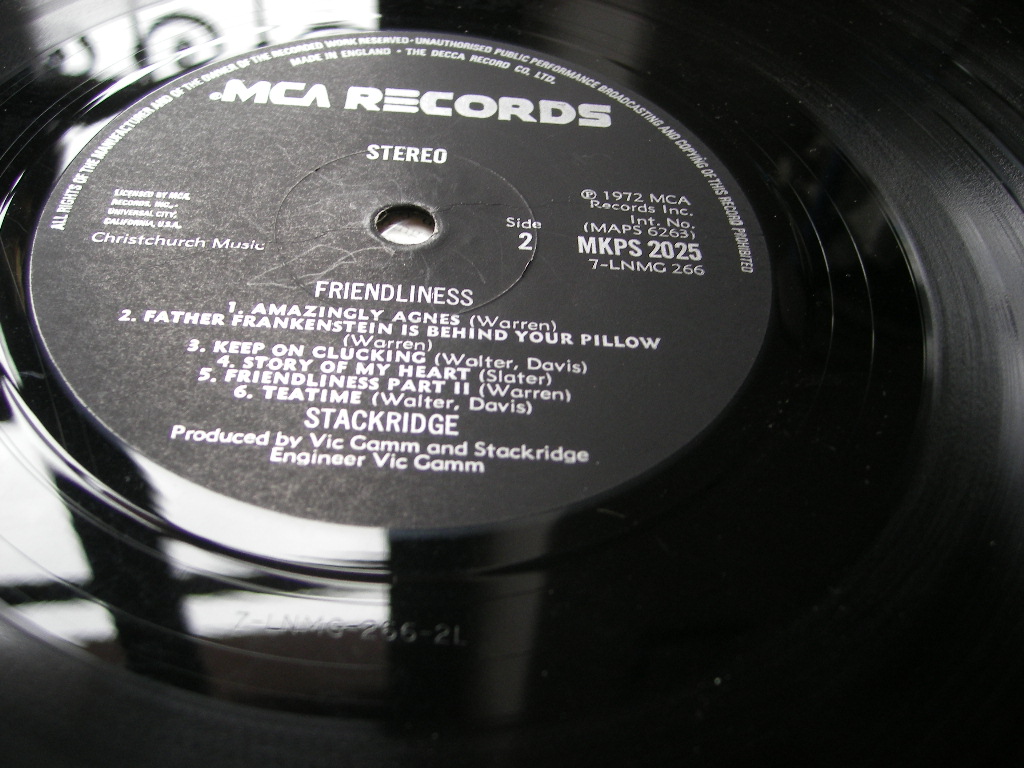 ALL RIGHTS OF THE MANUFACTURER AND OF THE OWNER OF THE RECORDED WORK RESERVED · UNAUTHORISED PUBLIC PERFORMANCE BROADCASTING AND COPYING OF THIS RECORD PROHIBITED
MADE IN ENGLAND · THE DECCA RECORD CO. LTD.
MCA RECORDS
STEREO
LICENSED BY MCA
RECORDS, INC.,
UNIVERSAL CITY,
CALIFORNIA, U.S.A.
Christchurch Music
Side
2
℗ 1972 MCA
Records Inc.
Int. No.
(MAPS 6263)
MKPS 2025
7-LNMG 266
FRIENDLINESS
1. AMAZINGLY AGNES (Warren)
2. FATHER FRANKENSTEIN IS BEHIND YOUR PILLOW
(Warren)
3. KEEP ON CLUCKING (Walter, Davis)
4. STORY OF MY HEART (Slater)
5. FRIENDLINESS PART II (Warren)
6. TEATIME (Walter, Davis)
STACKRIDGE
Produced by Vic Gamm and Stackridge
Engineer Vic Gamm
7-LNMG-266-2L